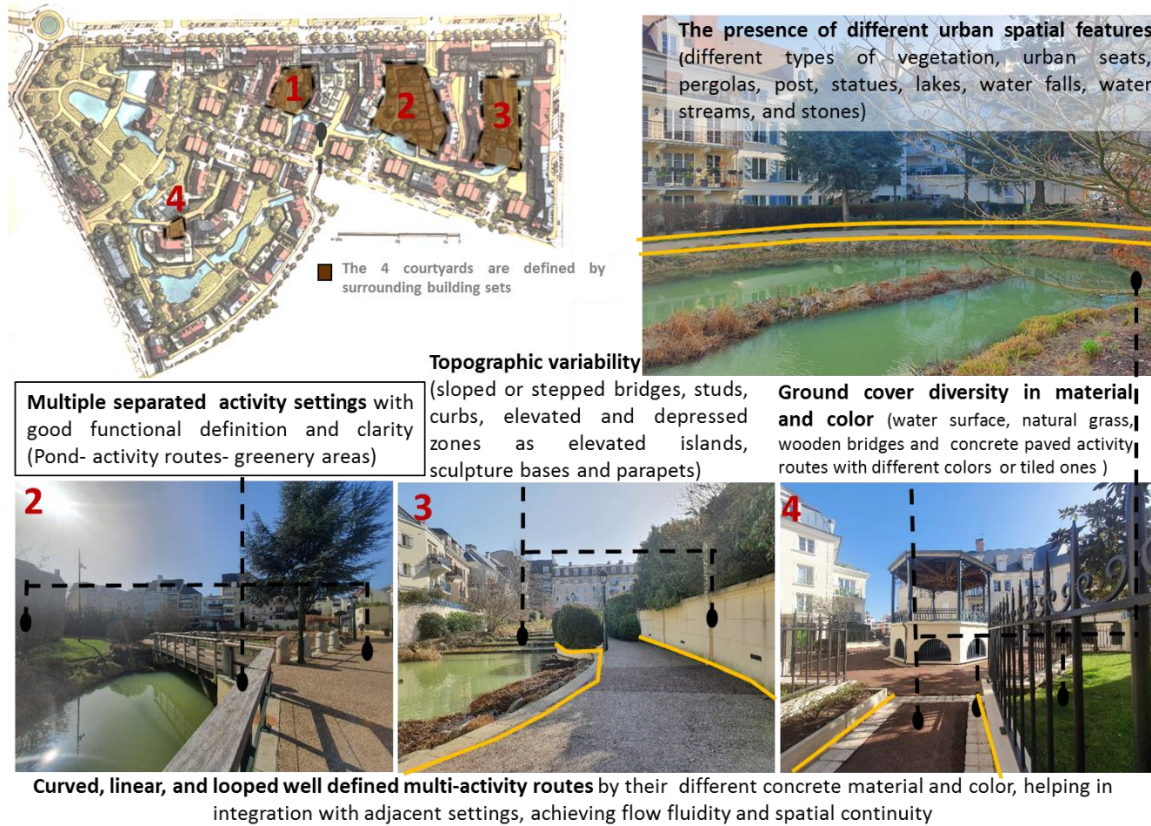 1
2
3
4
The 4 courtyards are defined by
surrounding building sets
The presence of different urban spatial features
(different types of vegetation, urban seats,
pergolas, post, statues, lakes, water falls, water
streams, and stones)
Multiple separated activity settings with
good functional definition and clarity
(Pond- activity routes- greenery areas)
Topographic variability
(sloped or stepped bridges, studs,
curbs, elevated and depressed
zones as elevated islands,
sculpture bases and parapets)
Ground cover diversity in material
and color (water surface, natural grass,
wooden bridges and concrete paved activity
routes with different colors or tiled ones )
2
3
4
Curved, linear, and looped well defined multi-activity routes by their different concrete material and color, helping in
integration with adjacent settings, achieving flow fluidity and spatial continuity